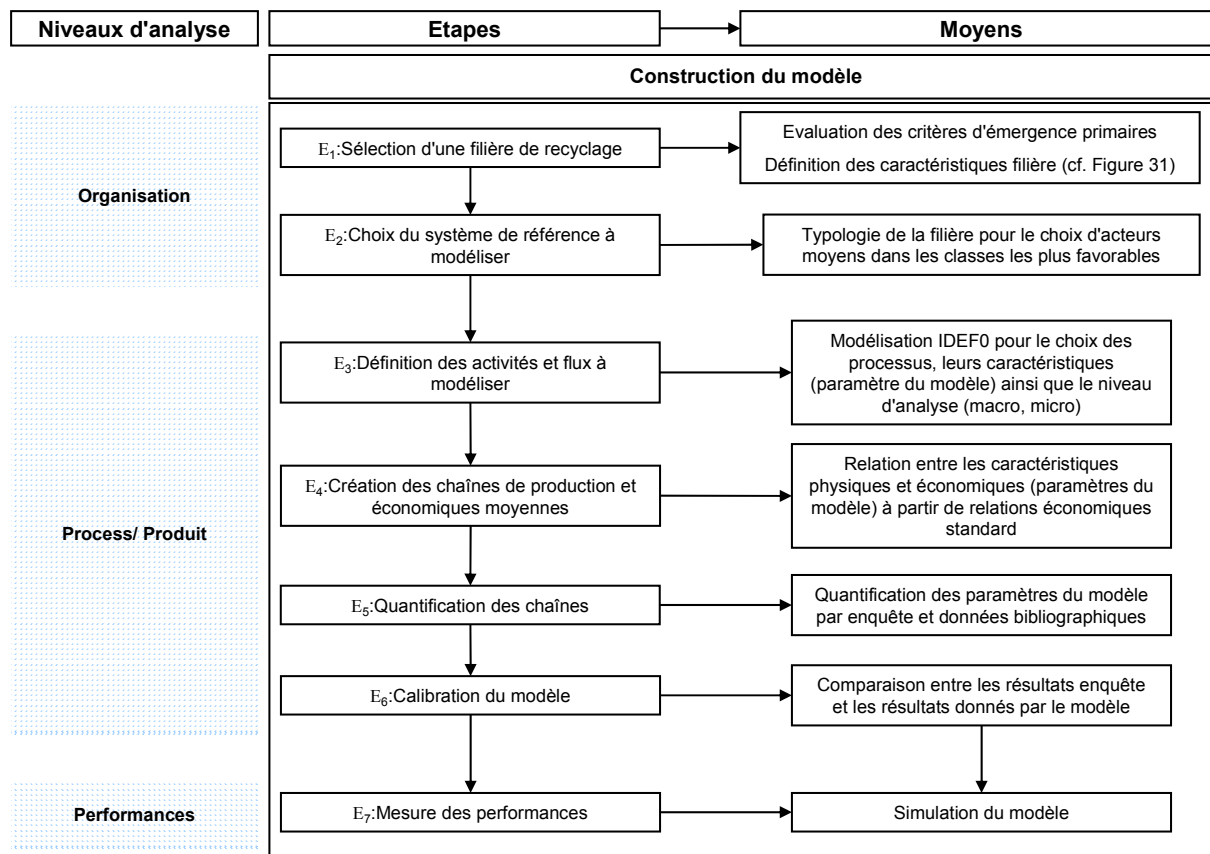 Niveaux d'analyse
Etapes
Moyens
Construction du modèle
Organisation
E1:Sélection d'une filière de recyclage
Evaluation des critères d'émergence primaires
Définition des caractéristiques filière (cf. Figure 31)
E2:Choix du système de référence à
modéliser
Typologie de la filière pour le choix d'acteurs
moyens dans les classes les plus favorables
Process/ Produit
E3:Définition des activités et flux à
modéliser
Modélisation IDEF0 pour le choix des
processus, leurs caractéristiques
(paramètre du modèle) ainsi que le niveau
d'analyse (macro, micro)
E4:Création des chaînes de production et
économiques moyennes
Relation entre les caractéristiques
physiques et économiques (paramètres du
modèle) à partir de relations économiques
standard
E5:Quantification des chaînes
Quantification des paramètres du modèle
par enquête et données bibliographiques
E6:Calibration du modèle
Comparaison entre les résultats enquête
et les résultats donnés par le modèle
Performances
E7:Mesure des performances
Simulation du modèle